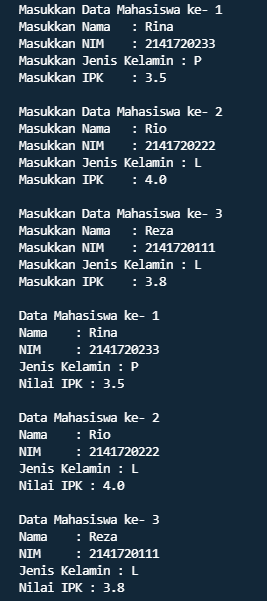 Masukkan Data Mahasiswa ke- 1
Masukkan Nama   : Rina
Masukkan NIM    : 2141720233
Masukkan Jenis Kelamin : P
Masukkan IPK    : 3.5

Masukkan Data Mahasiswa ke- 2
Masukkan Nama   : Rio
Masukkan NIM    : 2141720222
Masukkan Jenis Kelamin : L
Masukkan IPK    : 4.0

Masukkan Data Mahasiswa ke- 3
Masukkan Nama   : Reza
Masukkan NIM    : 2141720111
Masukkan Jenis Kelamin : L
Masukkan IPK    : 3.8

Data Mahasiswa ke- 1
Nama    : Rina
NIM     : 2141720233
Jenis Kelamin : P
Nilai IPK : 3.5

Data Mahasiswa ke- 2
Nama    : Rio
NIM     : 2141720222
Jenis Kelamin : L
Nilai IPK : 4.0

Data Mahasiswa ke- 3
Nama    : Reza
NIM     : 2141720111
Jenis Kelamin : L
Nilai IPK : 3.8